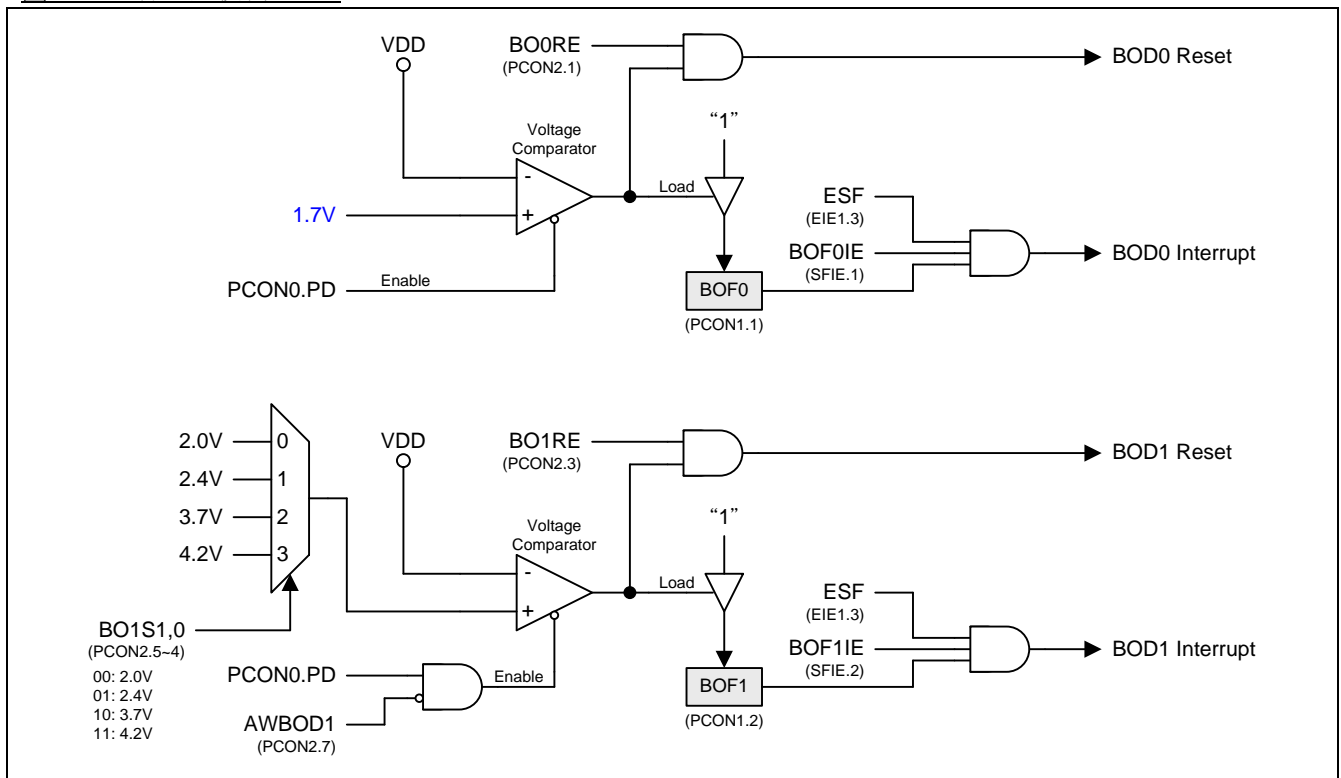 VDD
BO0RE
(PCON2.1)
BOD0 Reset
Voltage
Comparator
“1”
-
Load
ESF
(EIE1.3)
1.7V
+
BOF0IE
(SFIE.1)
BOD0 Interrupt
PCON0.PD
Enable
BOF0
(PCON1.1)
2.0V
0
2.4V
1
3.7V
2
4.2V
3
VDD
BO1RE
(PCON2.3)
BOD1 Reset
Voltage
Comparator
“1”
-
Load
+
ESF
(EIE1.3)
BO1S1,0
(PCON2.5~4)
00: 2.0V
01: 2.4V
10: 3.7V
11: 4.2V
PCON0.PD
Enable
AWBOD1
(PCON2.7)
BOF1IE
(SFIE.2)
BOD1 Interrupt
BOF1
(PCON1.2)